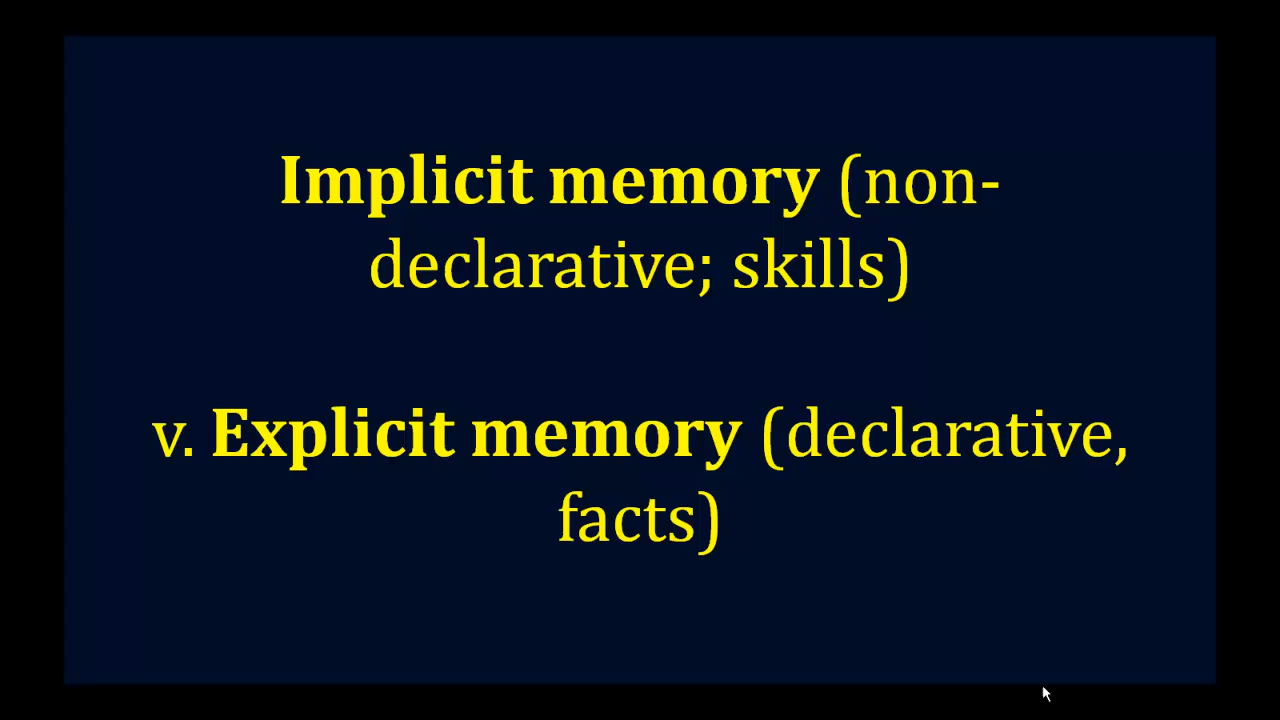 Implicit memory (non-
declarative; skills)
v. Explicit memory (declarative,
facts)